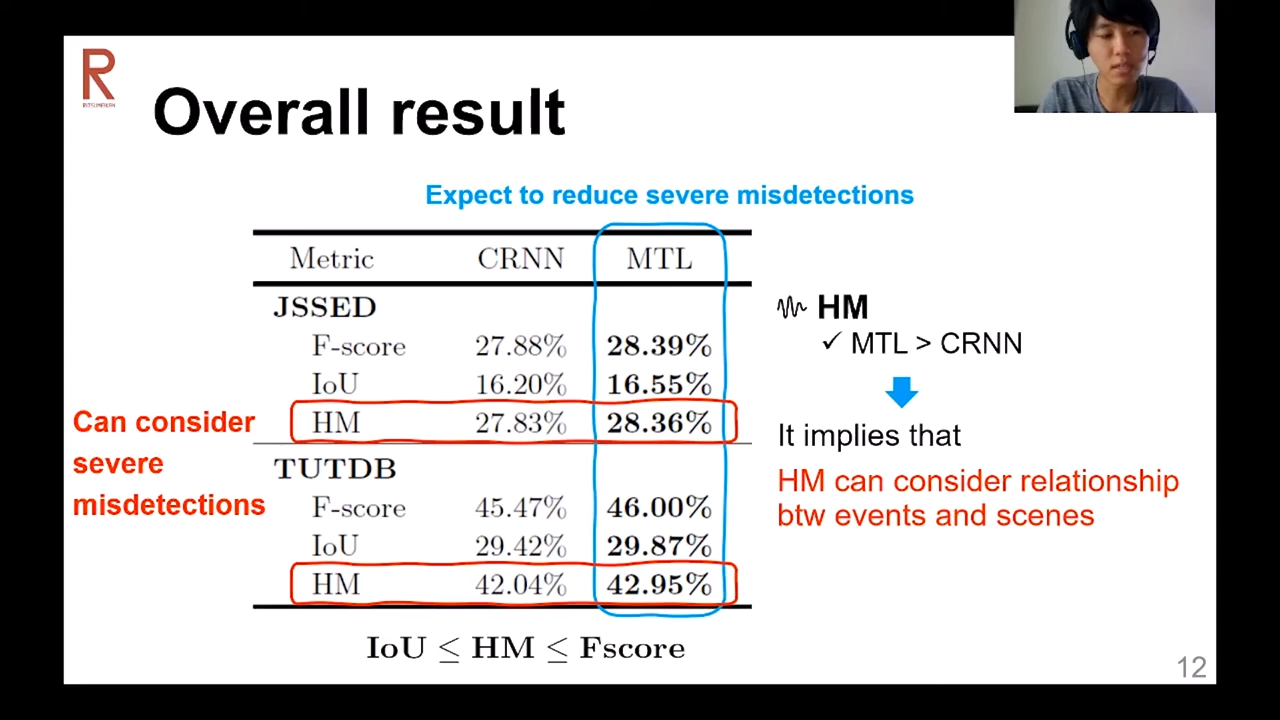 R
RITSUMEIKAN
Overall result
Expect to reduce severe misdetections
Metric CRNN MTL
JSSED
F-score 27.88% 28.39%
IoU 16.20% 16.55%
HM 27.83% 28.36%
TUTDB
F-score 45.47% 46.00%
IoU 29.42% 29.87%
HM 42.04% 42.95%
IoU ≤ HM ≤ Fscore
Can consider
severe
misdetections
HM
✓ MTL > CRNN
It implies that
HM can consider relationship
btw events and scenes
12